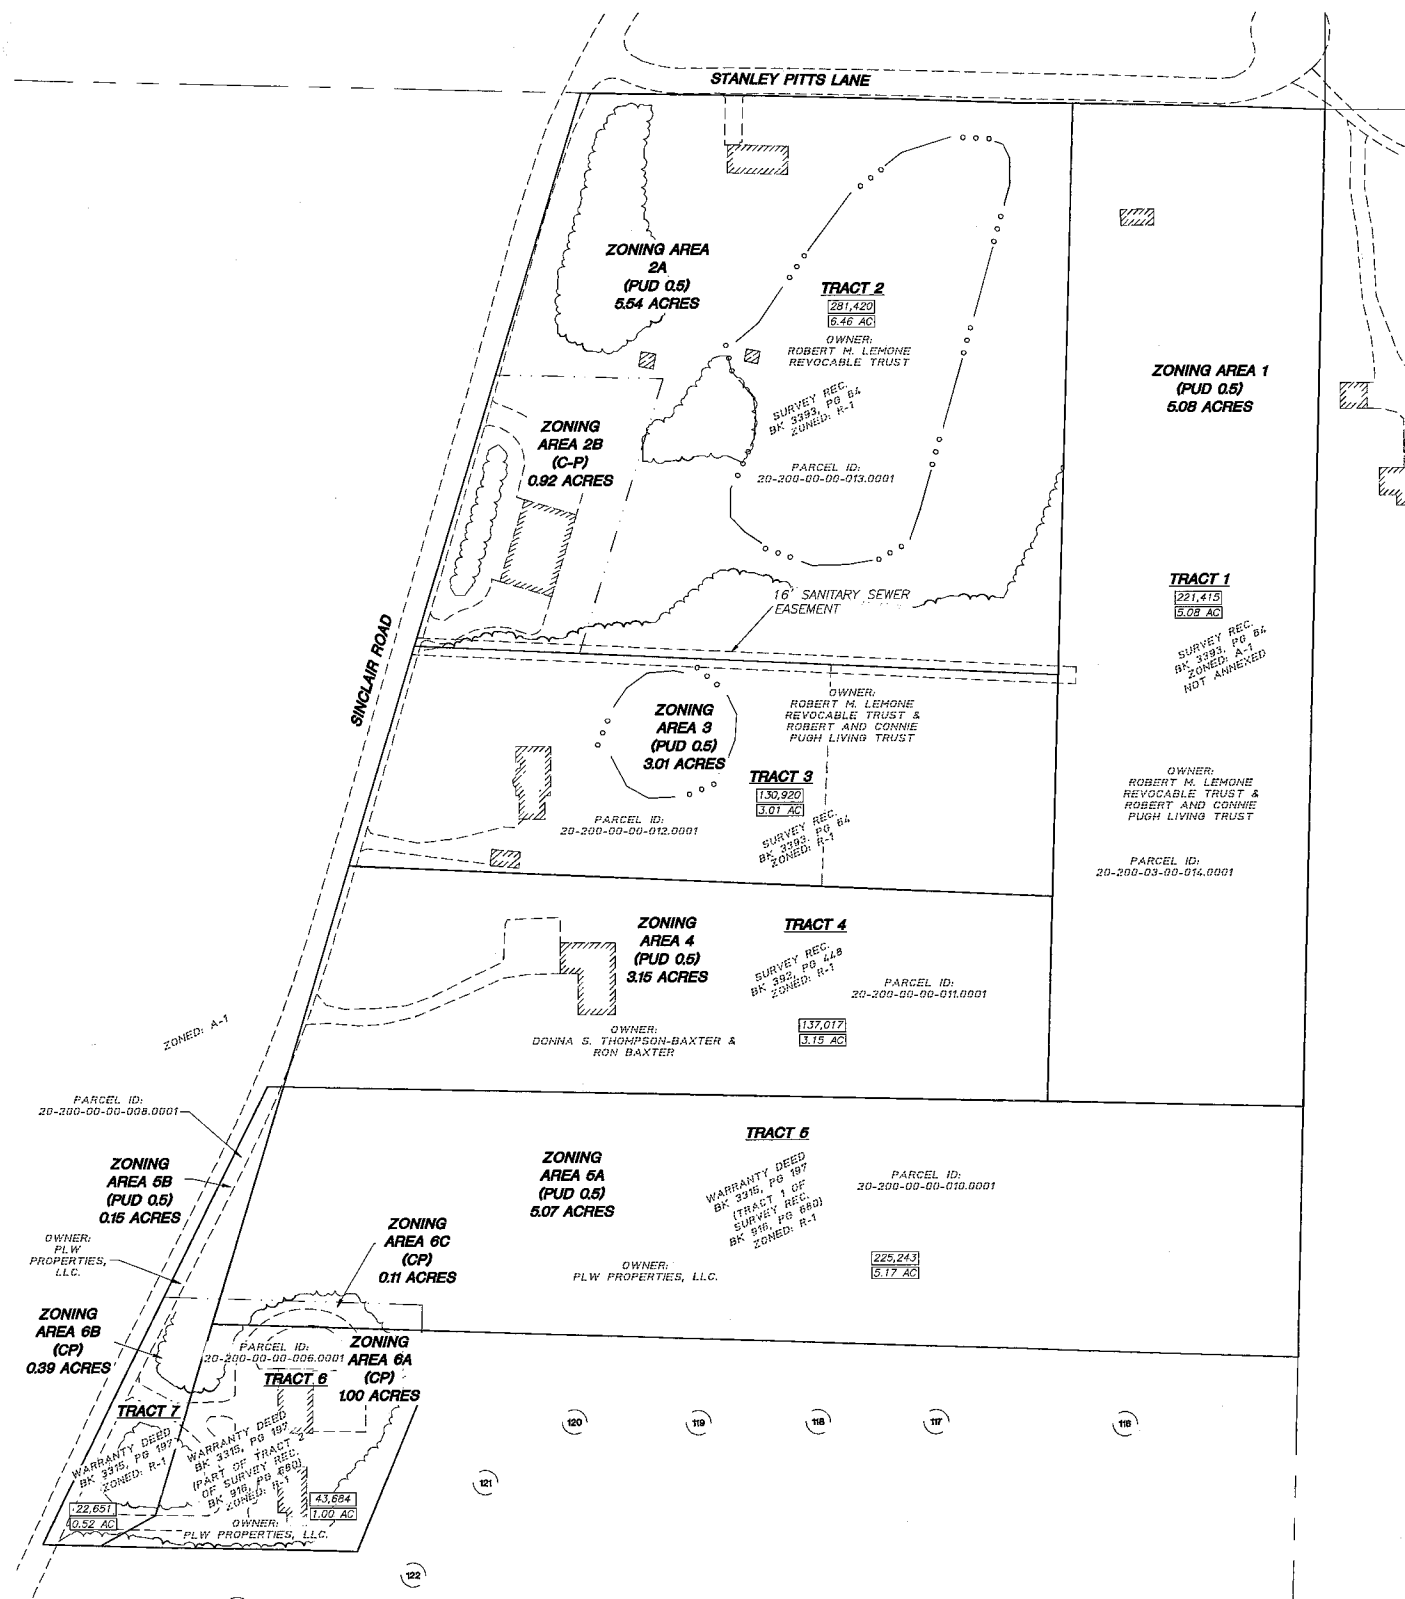 STANLEY PITTS LANE
ZONING AREA
2A
(PUD 0.5)
5.54 ACRES
TRACT 2
281,420
6.46 AC
OWNER:
ROBERT M. LEMONE
REVOCABLE TRUST
SURVEY REC.
BK 3393, PG 64
ZONED: R-1
PARCEL ID:
20-200-00-00-013.0001
ZONING AREA 1
(PUD 0.5)
5.08 ACRES
ZONING
AREA 2B
(C-P)
0.92 ACRES
16' SANITARY SEWER
EASEMENT
TRACT 1
221,415
5.08 AC
SURVEY REC.
BK 3393, PG 64
ZONED: A-1
NOT ANNEXED
SINCLAIR ROAD
ZONING
AREA 3
(PUD 0.5)
3.01 ACRES
OWNER:
ROBERT M. LEMONE
REVOCABLE TRUST &
ROBERT AND CONNIE
PUGH LIVING TRUST
TRACT 3
130,920
3.01 AC
SURVEY REC.
BK 3393, PG 64
ZONED: R-1
PARCEL ID:
20-200-00-00-012.0001
OWNER:
ROBERT M. LEMONE
REVOCABLE TRUST &
ROBERT AND CONNIE
PUGH LIVING TRUST
PARCEL ID:
20-200-03-00-014.0001
ZONING
AREA 4
(PUD 0.5)
3.15 ACRES
TRACT 4
SURVEY REC.
BK 392, PG 448
ZONED: R-1
PARCEL ID:
20-200-00-00-011.0001
137,017
3.15 AC
OWNER:
DONNA S. THOMPSON-BAXTER &
RON BAXTER
ZONED: A-1
PARCEL ID:
20-200-00-00-008.0001
ZONING
AREA 5B
(PUD 0.5)
0.15 ACRES
TRACT 5
ZONING
AREA 5A
(PUD 0.5)
5.07 ACRES
WARRANTY DEED
BK 3315, PG 197
(TRACT 1 OF
SURVEY REC.
BK 916, PG 680)
ZONED: R-1
PARCEL ID:
20-200-00-00-010.0001
225,243
5.17 AC
OWNER:
PLW PROPERTIES, LLC.
OWNER:
PLW
PROPERTIES,
LLC.
ZONING
AREA 6C
(CP)
0.11 ACRES
ZONING
AREA 6B
(CP)
0.39 ACRES
PARCEL ID:
20-200-00-00-006.0001
ZONING
AREA 6A
(CP)
1.00 ACRES
TRACT 6
TRACT 7
WARRANTY DEED
BK 3315, PG 197
ZONED: R-1
WARRANTY DEED
BK 3315, PG 197
(PART OF TRACT 2
OF SURVEY REC.
BK 916, PG 680)
ZONED: R-1
22,651
0.52 AC
43,684
1.00 AC
OWNER:
PLW PROPERTIES, LLC.
120
119
118
117
116
121
122